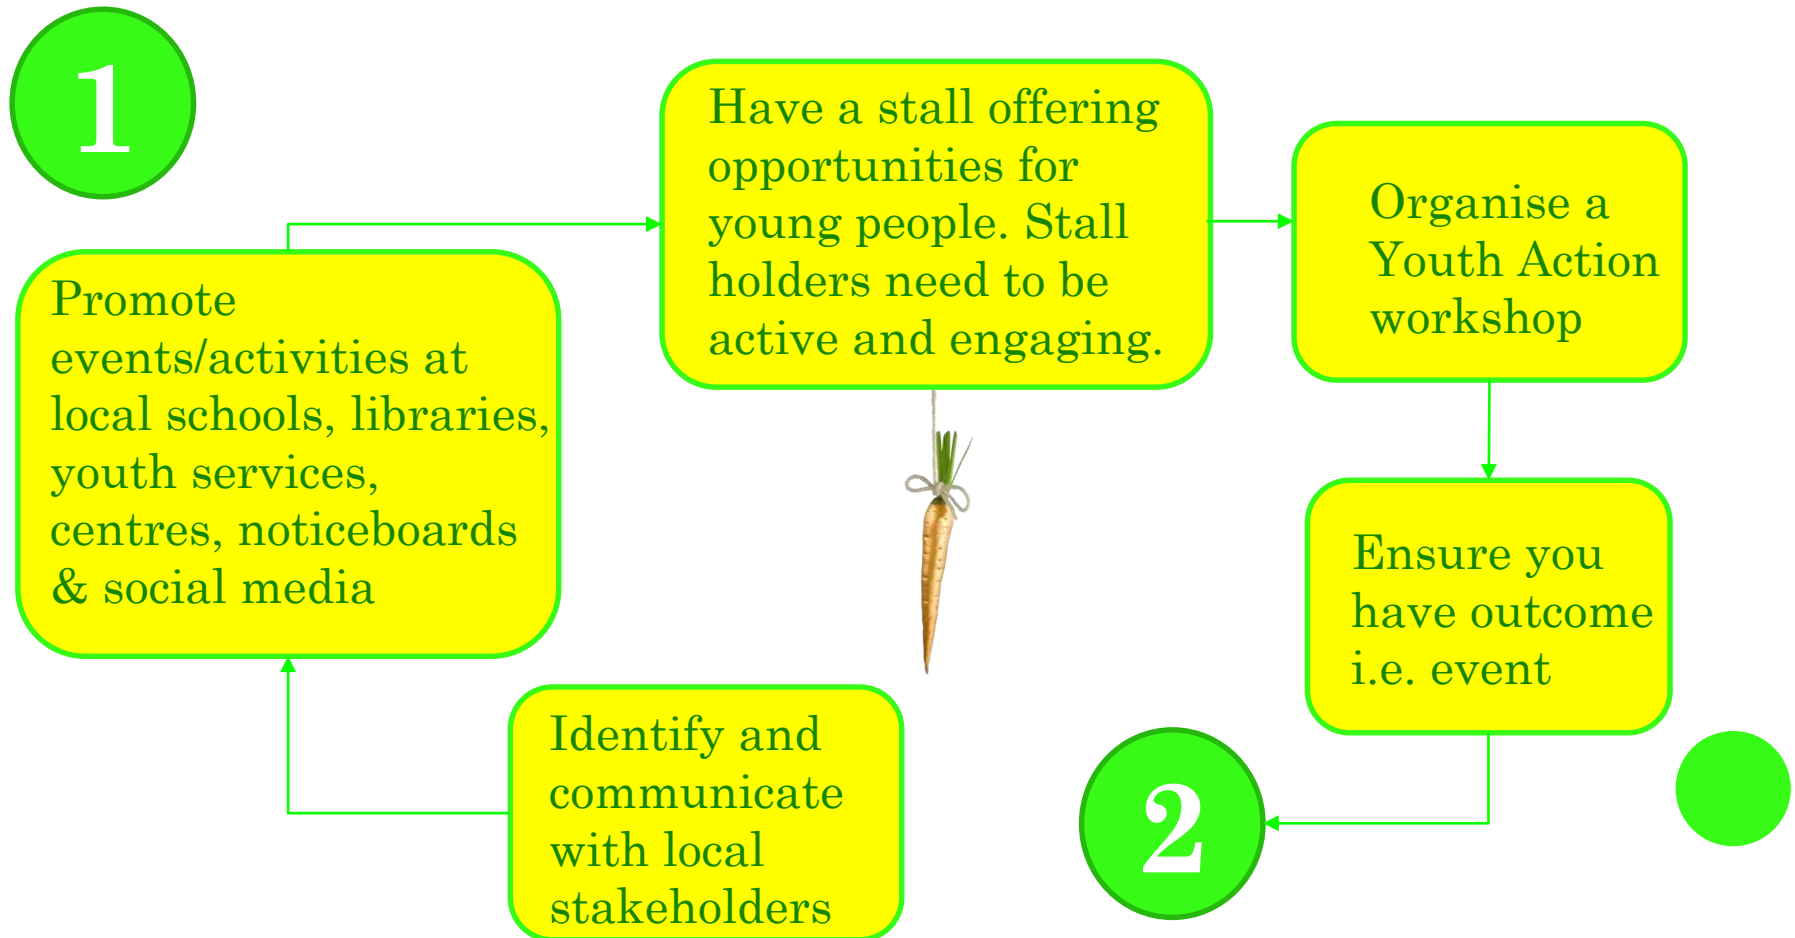 1
Have a stall offering
opportunities for
young people. Stall
holders need to be
active and engaging.
Organise a
Youth Action
workshop
Promote
events/activities at
local schools, libraries,
youth services,
centres, noticeboards
& social media
Ensure you
have outcome
i.e. event
Identify and
communicate
with local
stakeholders
2